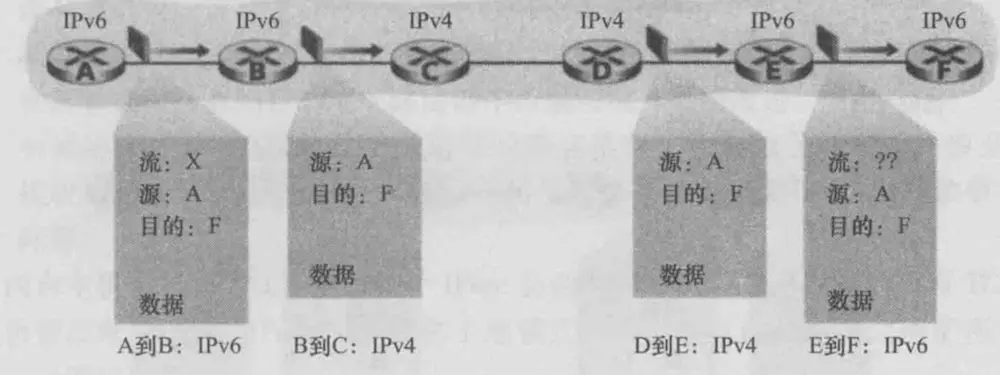 IPv6 IPv6 IPv4 IPv4 IPv6 IPv6
A B C D E F
流：X
源：A
目的：F
数据
源：A
目的：F
数据
源：A
目的：F
数据
流：??
源：A
目的：F
数据
A到B：IPv6 B到C：IPv4 D到E：IPv4 E到F：IPv6